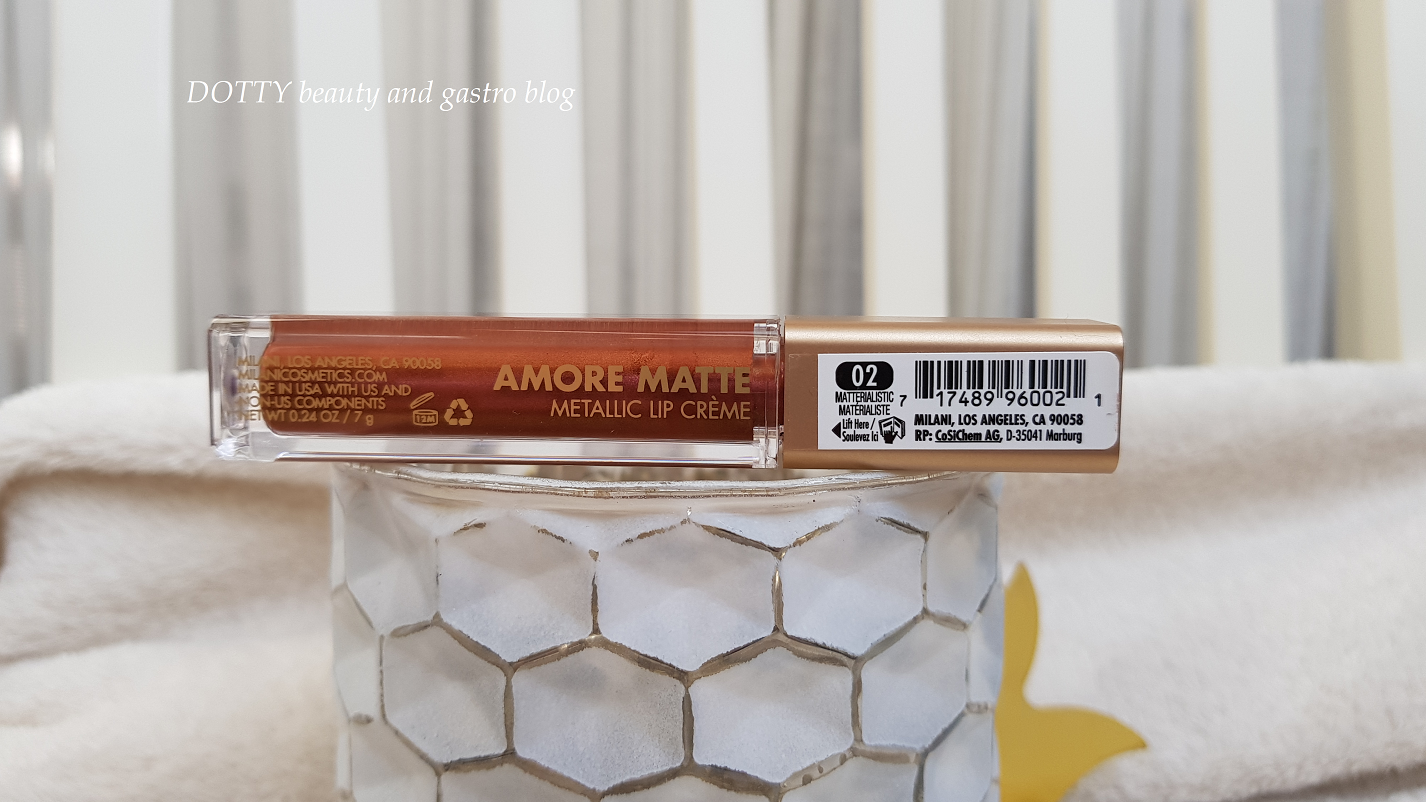 DOTTY beauty and gastro blog
MILANI, LOS ANGELES, CA 90058
MILANICOSMETICS.COM
MADE IN USA WITH US AND
NON-US COMPONENTS
NET WT 0.24 OZ / 7 g
12M
AMORE MATTE
METALLIC LIP CRÈME
02
MATTERIALISTIC
MATÉRIALISTE
Lift Here /
Soulevez Ici
7 17489 96002 1
MILANI, LOS ANGELES, CA 90058
RP: CoSiChem AG, D-35041 Marburg